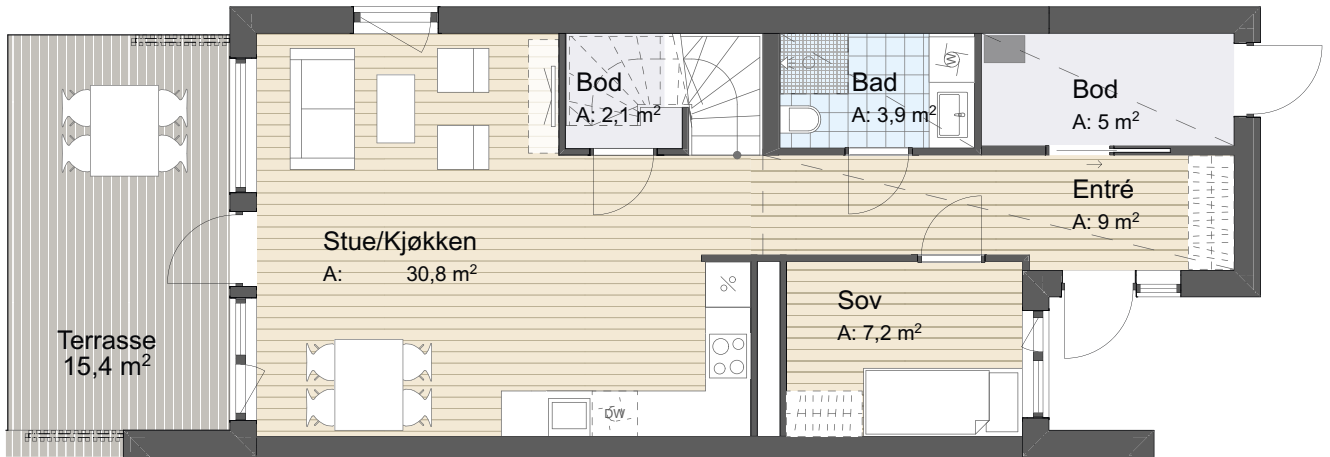 Bod
A: 2,1 m²
Bad
A: 3,9 m²
W
Bod
A: 5 m²
Entré
A: 9 m²
Stue/Kjøkken
A: 30,8 m²
%
Sov
A: 7,2 m²
Terrasse
15,4 m²
DW